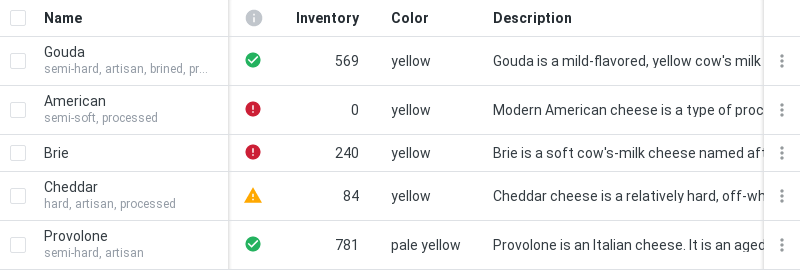 Name Inventory Color Description
Gouda
semi-hard, artisan, brined, pr...
569 yellow Gouda is a mild-flavored, yellow cow's milk
American
semi-soft, processed
0 yellow Modern American cheese is a type of proc
Brie 240 yellow Brie is a soft cow's-milk cheese named aft
Cheddar
hard, artisan, processed
84 yellow Cheddar cheese is a relatively hard, off-wh
Provolone
semi-hard, artisan
781 pale yellow Provolone is an Italian cheese. It is an aged